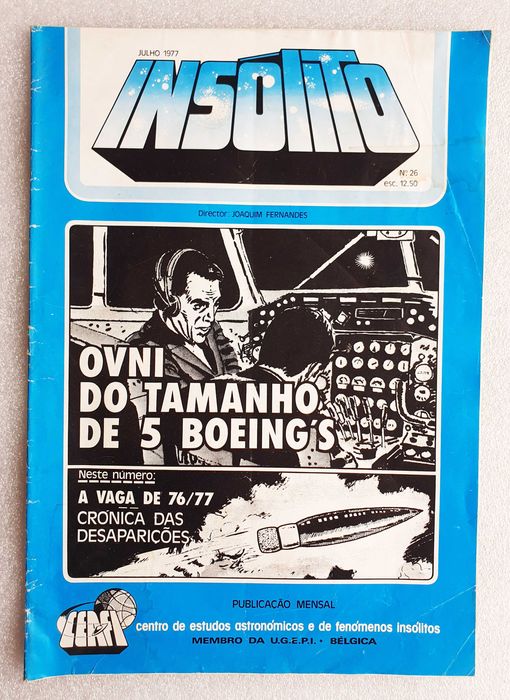 JULHO 1977
INSÓLITO
Nº 26
esc. 12.50
Director: JOAQUIM FERNANDES
OVNI
DO TAMANHO
DE 5 BOEING'S
Neste número:
A VAGA DE 76/77
CRÓNICA DAS
DESAPARIÇÕES
PUBLICAÇÃO MENSAL
CEAFI
centro de estudos astronómicos e de fenómenos insólitos
MEMBRO DA U.G.E.P.I. • BÉLGICA